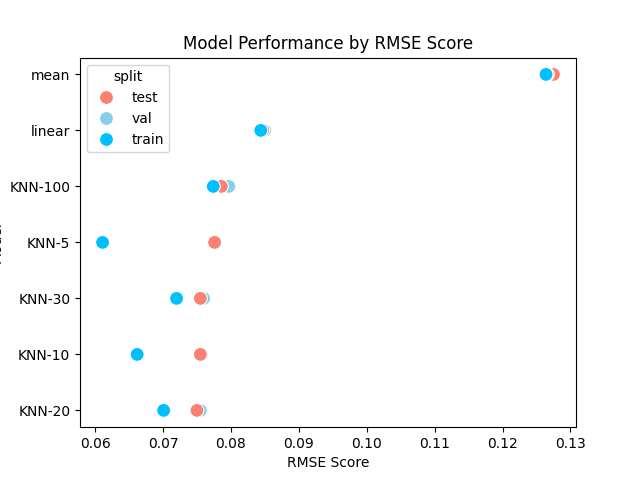 Model Performance by RMSE Score
split
test
val
train
mean
linear
KNN-100
KNN-5
KNN-30
KNN-10
KNN-20
0.06 0.07 0.08 0.09 0.10 0.11 0.12 0.13
RMSE Score